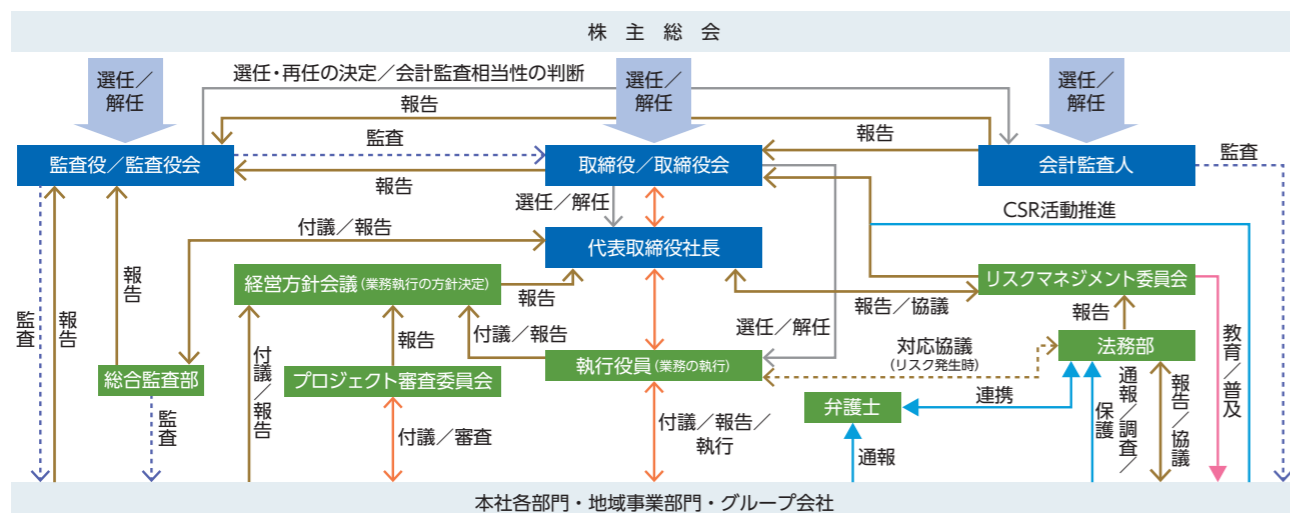 株主総会
選任／
解任
選任・再任の決定／会計監査相当性の判断
選任／
解任
選任／
解任
報告
監査役／監査役会
監査
取締役／取締役会
報告
会計監査人
監査
報告
選任／解任
CSR活動推進
付議／報告
代表取締役社長
経営方針会議（業務執行の方針決定）
報告
リスクマネジメント委員会
報告／協議
報告
監査
報告
報告
付議／報告
報告
付議／報告
選任／解任
対応協議
（リスク発生時）
法務部
教育／普及
総合監査部
プロジェクト審査委員会
執行役員（業務の執行）
監査
付議／審査
付議／報告／
執行
弁護士
連携
通報
通報／調査／
保護
報告／協議
本社各部門・地域事業部門・グループ会社